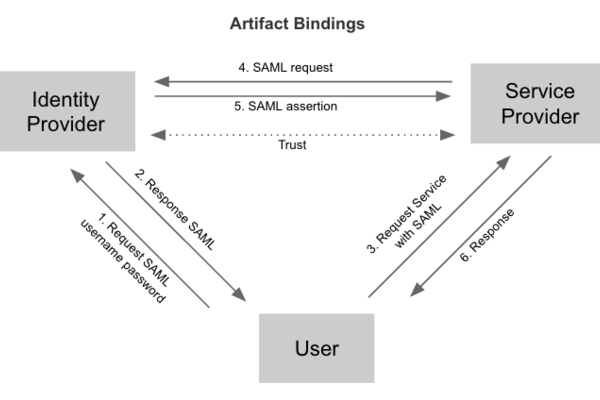 Artifact Bindings
4. SAML request
5. SAML assertion
Trust
Identity
Provider
Service
Provider
1. Request SAML
username password
2. Response SAML
3. Request Service
with SAML
6. Response
User